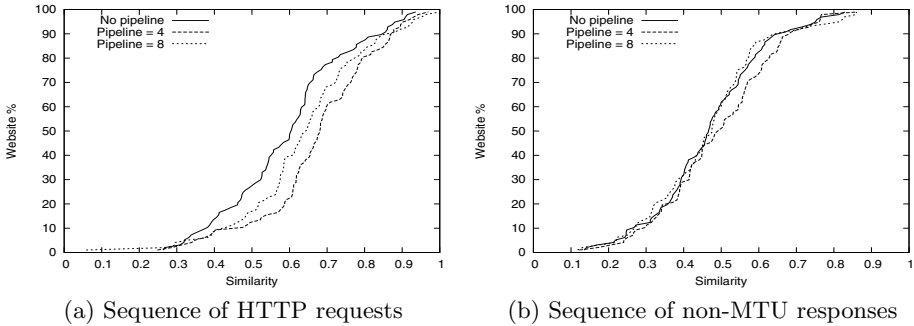 100
90
80
70
60
50
40
30
20
10
0
Website %
No pipeline
Pipeline = 4
Pipeline = 8
0 0.1 0.2 0.3 0.4 0.5 0.6 0.7 0.8 0.9 1
Similarity
(a) Sequence of HTTP requests
100
90
80
70
60
50
40
30
20
10
0
Website %
No pipeline
Pipeline = 4
Pipeline = 8
0 0.1 0.2 0.3 0.4 0.5 0.6 0.7 0.8 0.9 1
Similarity
(b) Sequence of non-MTU responses